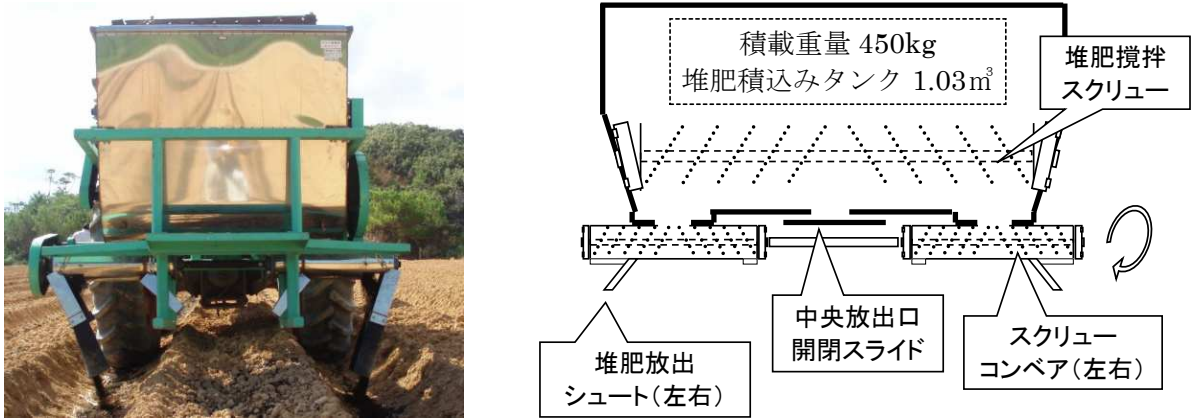 積載重量 450kg
堆肥積込みタンク 1.03㎥
堆肥攪拌
スクリュー
中央放出口
開閉スライド
堆肥放出
シュート(左右)
スクリュー
コンベア(左右)